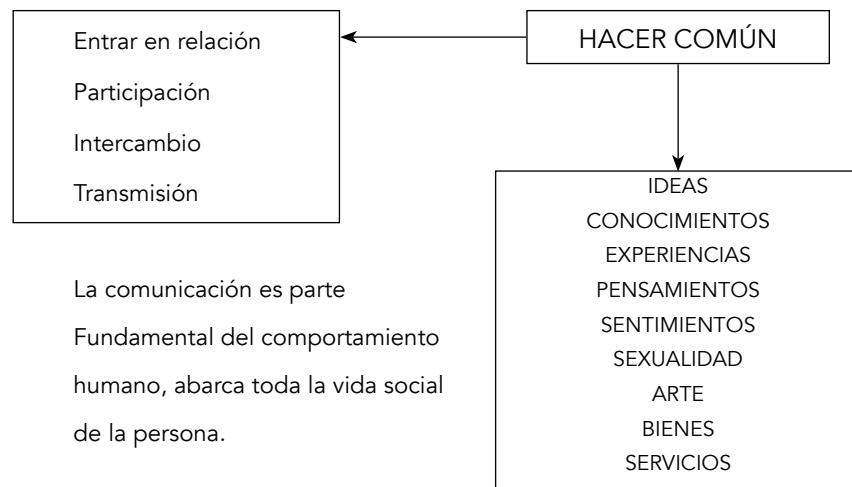 HACER COMÚN
Entrar en relación
Participación
Intercambio
Transmisión
IDEAS
CONOCIMIENTOS
EXPERIENCIAS
PENSAMIENTOS
SENTIMIENTOS
SEXUALIDAD
ARTE
BIENES
SERVICIOS
La comunicación es parte
Fundamental del comportamiento
humano, abarca toda la vida social
de la persona.